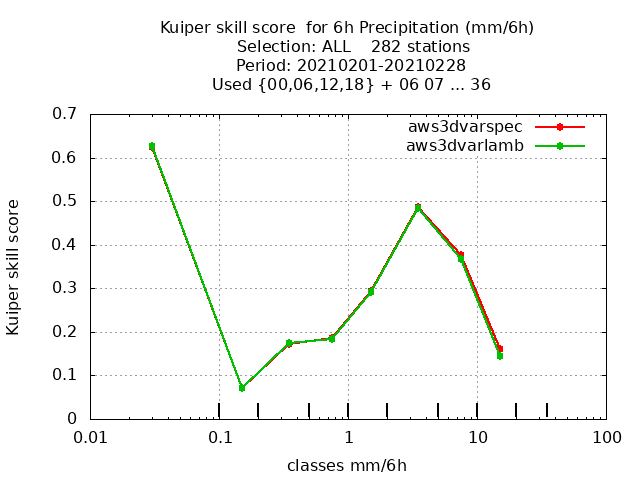 Kuiper skill score  for 6h Precipitation (mm/6h)
Selection: ALL    282 stations
Period: 20210201-20210228
Used {00,06,12,18} + 06 07 ... 36
aws3dvarspec
aws3dvarlamb
Kuiper skill score
0.7
0.6
0.5
0.4
0.3
0.2
0.1
0
0.01 0.1 1 10 100
classes mm/6h